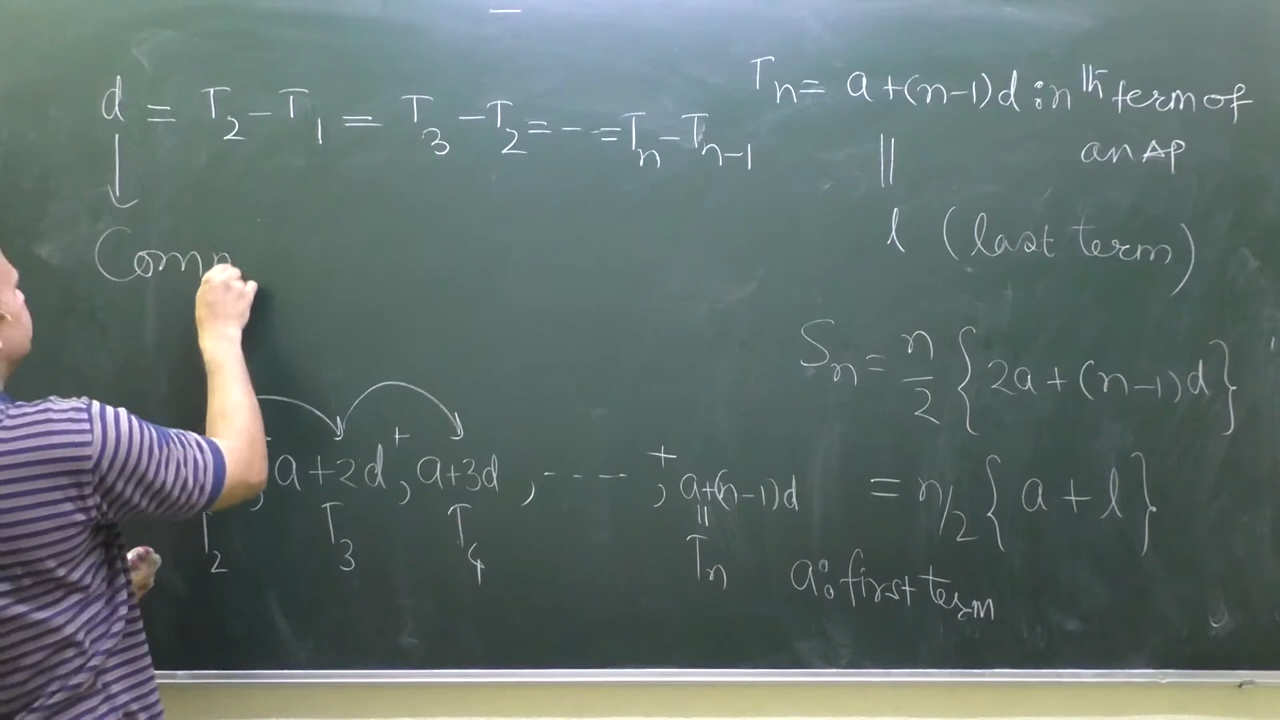 d = T₂ - T₁ = T₃ - T₂ = --- = Tₙ - Tₙ₋₁
Tₙ = a + (n-1)d : nᵗʰ term of
an AP
||
l (last term)
Com
Sₙ = n/2 {2a + (n-1)d}
= n/2 {a + l}
, a+2d, + a+3d, ----, + a+(n-1)d
||
T₂ T₃ T₄ Tₙ
a: first term